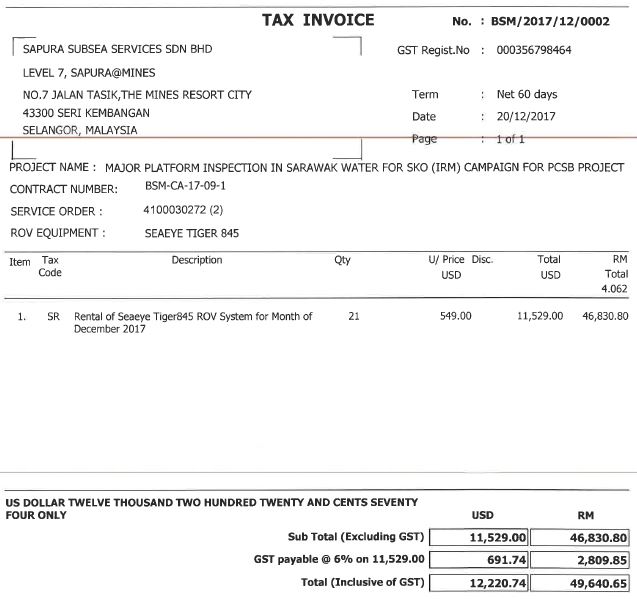 TAX INVOICE
No. : BSM/2017/12/0002
SAPURA SUBSEA SERVICES SDN BHD
GST Regist.No : 000356798464
LEVEL 7, SAPURA@MINES
NO.7 JALAN TASIK,THE MINES RESORT CITY
Term : Net 60 days
43300 SERI KEMBANGAN
Date : 20/12/2017
SELANGOR, MALAYSIA
Page : 1 of 1
PROJECT NAME : MAJOR PLATFORM INSPECTION IN SARAWAK WATER FOR SKO (IRM) CAMPAIGN FOR PCSB PROJECT
CONTRACT NUMBER: BSM-CA-17-09-1
SERVICE ORDER : 4100030272 (2)
ROV EQUIPMENT : SEAEYE TIGER 845
Item Tax Description Qty U/ Price Disc. Total RM
Code USD USD Total
4.062
1. SR Rental of Seaeye Tiger845 ROV System for Month of 21 549.00 11,529.00 46,830.80
December 2017
US DOLLAR TWELVE THOUSAND TWO HUNDRED TWENTY AND CENTS SEVENTY
FOUR ONLY
USD RM
Sub Total (Excluding GST) 11,529.00 46,830.80
GST payable @ 6% on 11,529.00 691.74 2,809.85
Total (Inclusive of GST) 12,220.74 49,640.65